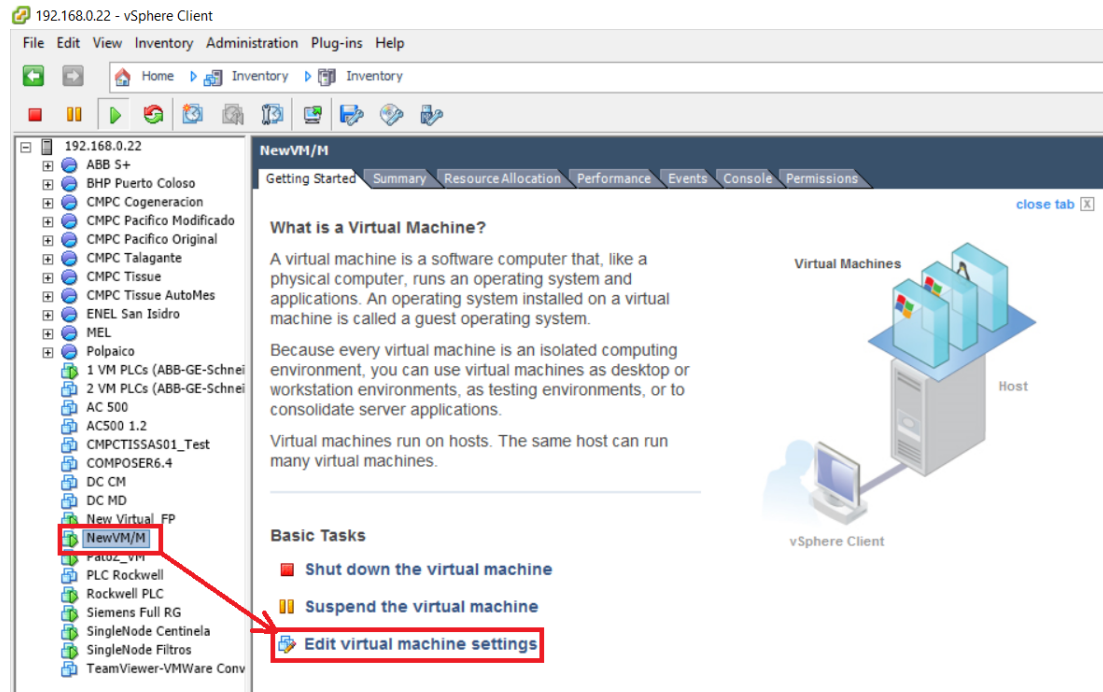 192.168.0.22 - vSphere Client
File Edit View Inventory Administration Plug-ins Help
Home Inventory Inventory
192.168.0.22
ABB S+
BHP Puerto Coloso
CMPC Cogeneracion
CMPC Pacifico Modificado
CMPC Pacifico Original
CMPC Talagante
CMPC Tissue
CMPC Tissue AutoMes
ENEL San Isidro
MEL
Polpaico
1 VM PLCs (ABB-GE-Schnei
2 VM PLCs (ABB-GE-Schnei
AC 500
AC500 1.2
CMPCTISSAS01_Test
COMPOSER6.4
DC CM
DC MD
New Virtual FP
NewVM/M
PatoZ_VM
PLC Rockwell
Rockwell PLC
Siemens Full RG
SingleNode Centinela
SingleNode Filtros
TeamViewer-VMWare Conv
NewVM/M
Getting Started Summary Resource Allocation Performance Events Console Permissions
close tab X
What is a Virtual Machine?
A virtual machine is a software computer that, like a
physical computer, runs an operating system and
applications. An operating system installed on a virtual
machine is called a guest operating system.
Because every virtual machine is an isolated computing
environment, you can use virtual machines as desktop or
workstation environments, as testing environments, or to
consolidate server applications.
Virtual machines run on hosts. The same host can run
many virtual machines.
Virtual Machines
Host
vSphere Client
Basic Tasks
Shut down the virtual machine
Suspend the virtual machine
Edit virtual machine settings